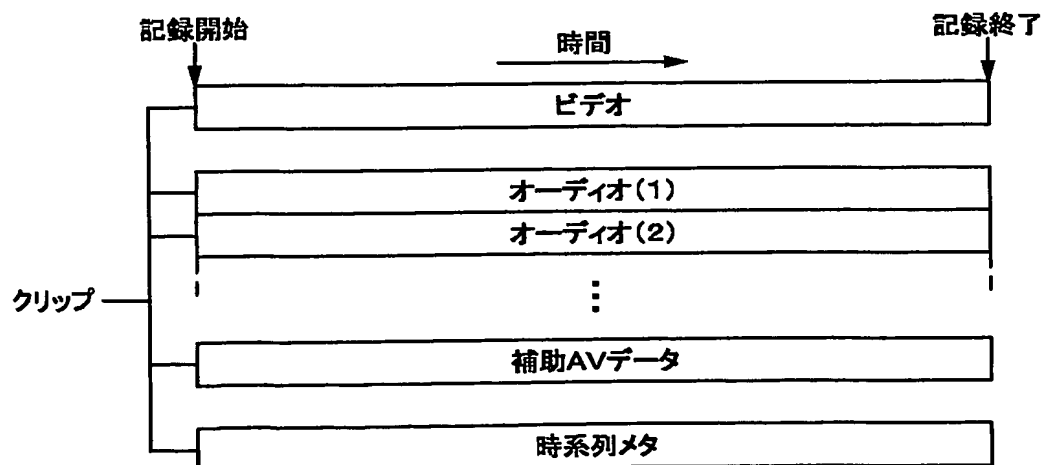 記録開始
記録終了
時間
ビデオ
オーディオ(1)
オーディオ(2)
クリップ
補助AVデータ
時系列メタ